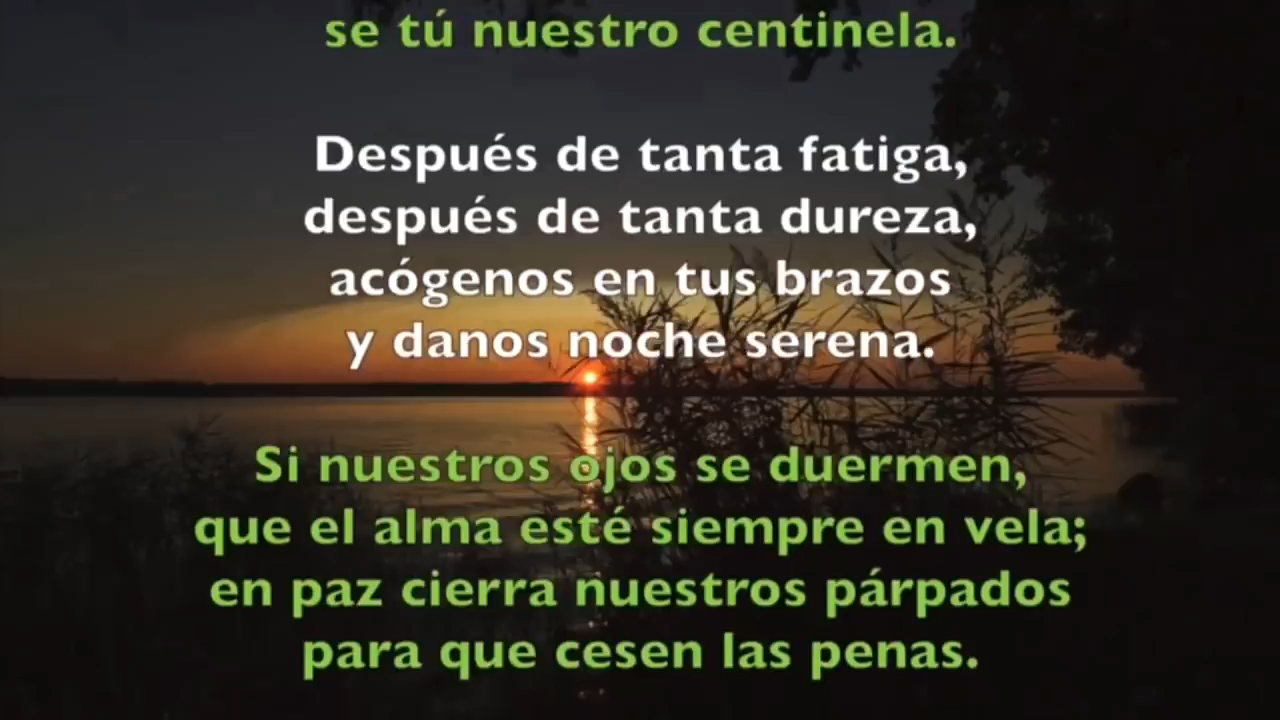 se tú nuestro centinela.
Después de tanta fatiga,
después de tanta dureza,
acógenos en tus brazos
y danos noche serena.
Si nuestros ojos se duermen,
que el alma esté siempre en vela;
en paz cierra nuestros párpados
para que cesen las penas.